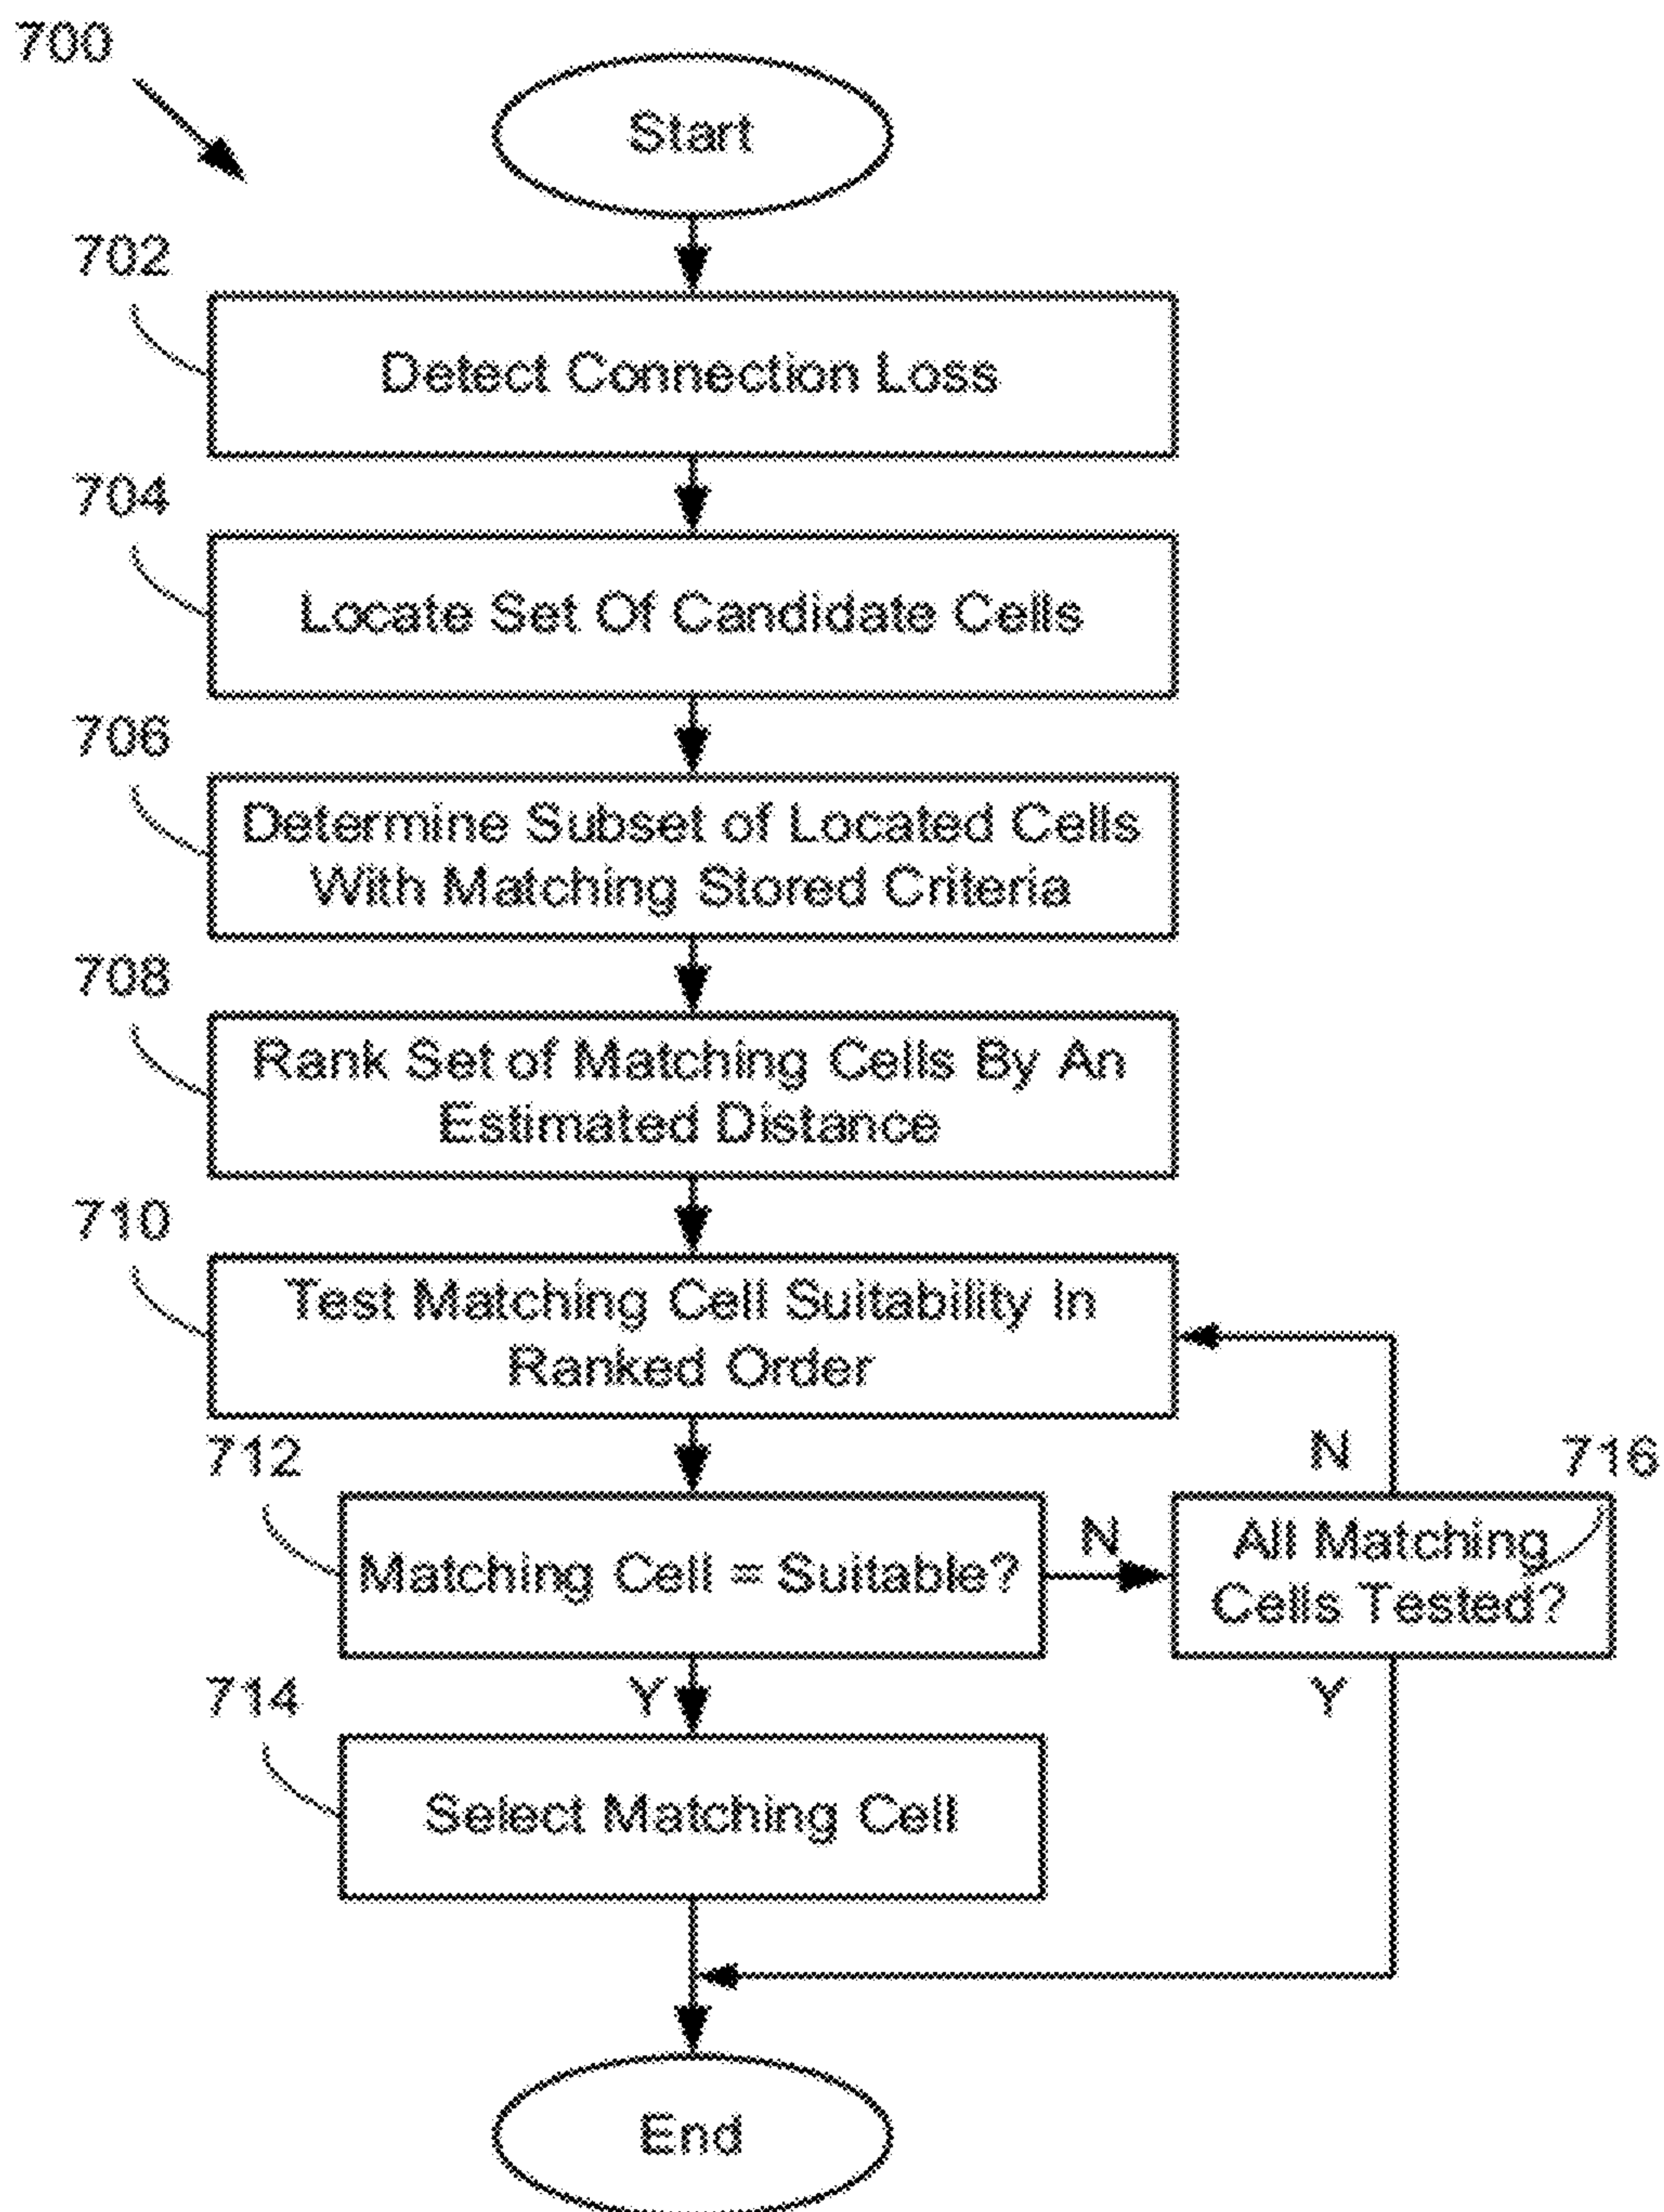 700
Start
702
Detect Connection Loss
704
Locate Set Of Candidate Cells
706
Determine Subset of Located Cells
With Matching Stored Criteria
708
Rank Set of Matching Cells By An
Estimated Distance
710
Test Matching Cell Suitability In
Ranked Order
712
N
716
Matching Cell = Suitable?
N
All Matching
Cells Tested?
714
Y
Y
Select Matching Cell
End